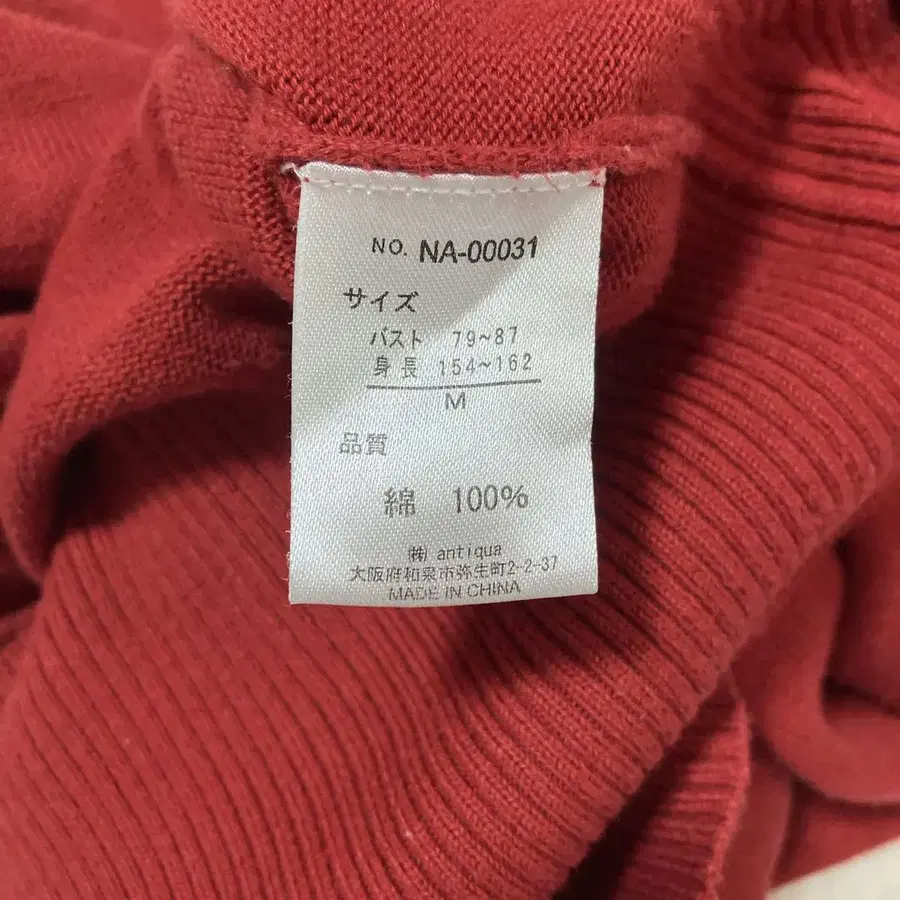 NO. NA-00031
サイズ
バスト 79~87
身長 154~162
M
品質
綿 100%
㈱ antiqua
大阪府和泉市弥生町2-2-37
MADE IN CHINA